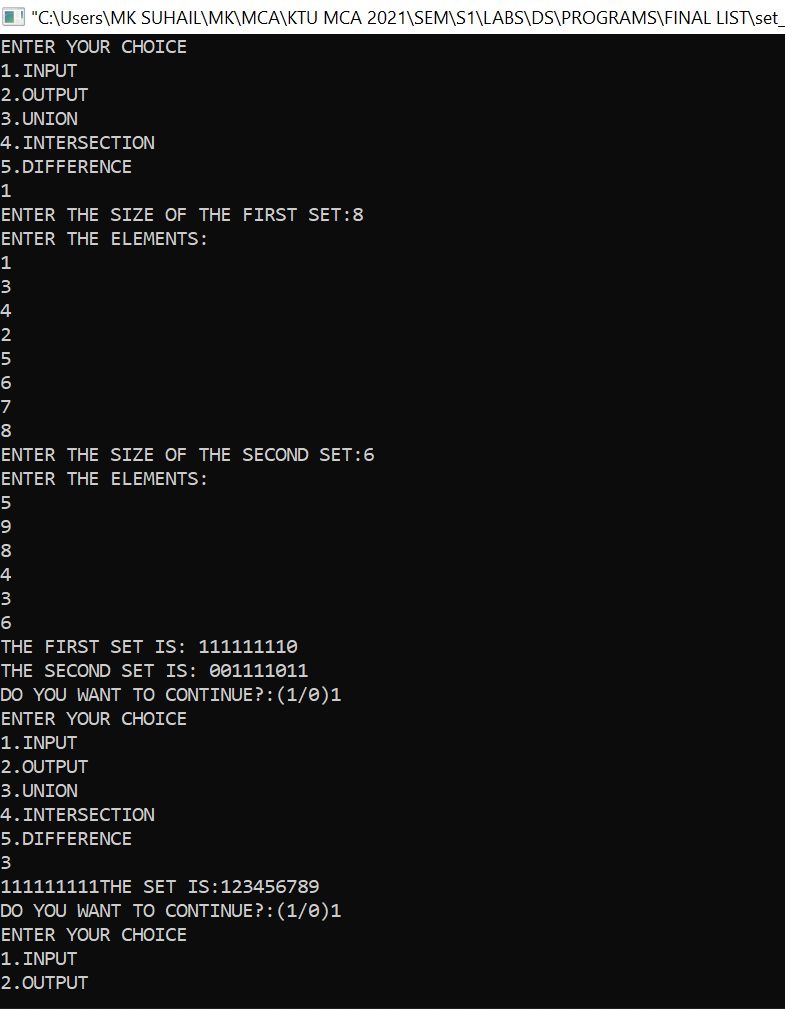 "C:\Users\MK SUHAIL\MK\MCA\KTU MCA 2021\SEM\S1\LABS\DS\PROGRAMS\FINAL LIST\set_
ENTER YOUR CHOICE
1.INPUT
2.OUTPUT
3.UNION
4.INTERSECTION
5.DIFFERENCE
1
ENTER THE SIZE OF THE FIRST SET:8
ENTER THE ELEMENTS:
1
3
4
2
5
6
7
8
ENTER THE SIZE OF THE SECOND SET:6
ENTER THE ELEMENTS:
5
9
8
4
3
6
THE FIRST SET IS: 111111110
THE SECOND SET IS: 001111011
DO YOU WANT TO CONTINUE?:(1/0)1
ENTER YOUR CHOICE
1.INPUT
2.OUTPUT
3.UNION
4.INTERSECTION
5.DIFFERENCE
3
111111111THE SET IS:123456789
DO YOU WANT TO CONTINUE?:(1/0)1
ENTER YOUR CHOICE
1.INPUT
2.OUTPUT